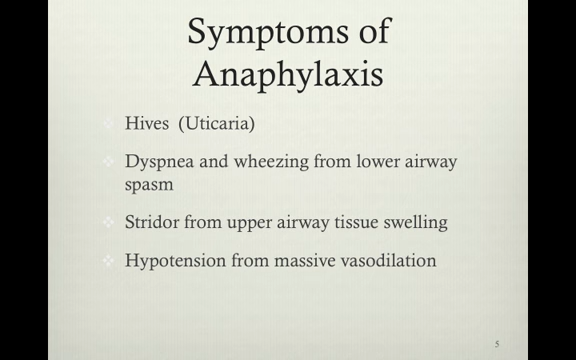 Symptoms of
Anaphylaxis
Hives (Uticaria)
Dyspnea and wheezing from lower airway
spasm
Stridor from upper airway tissue swelling
Hypotension from massive vasodilation
5